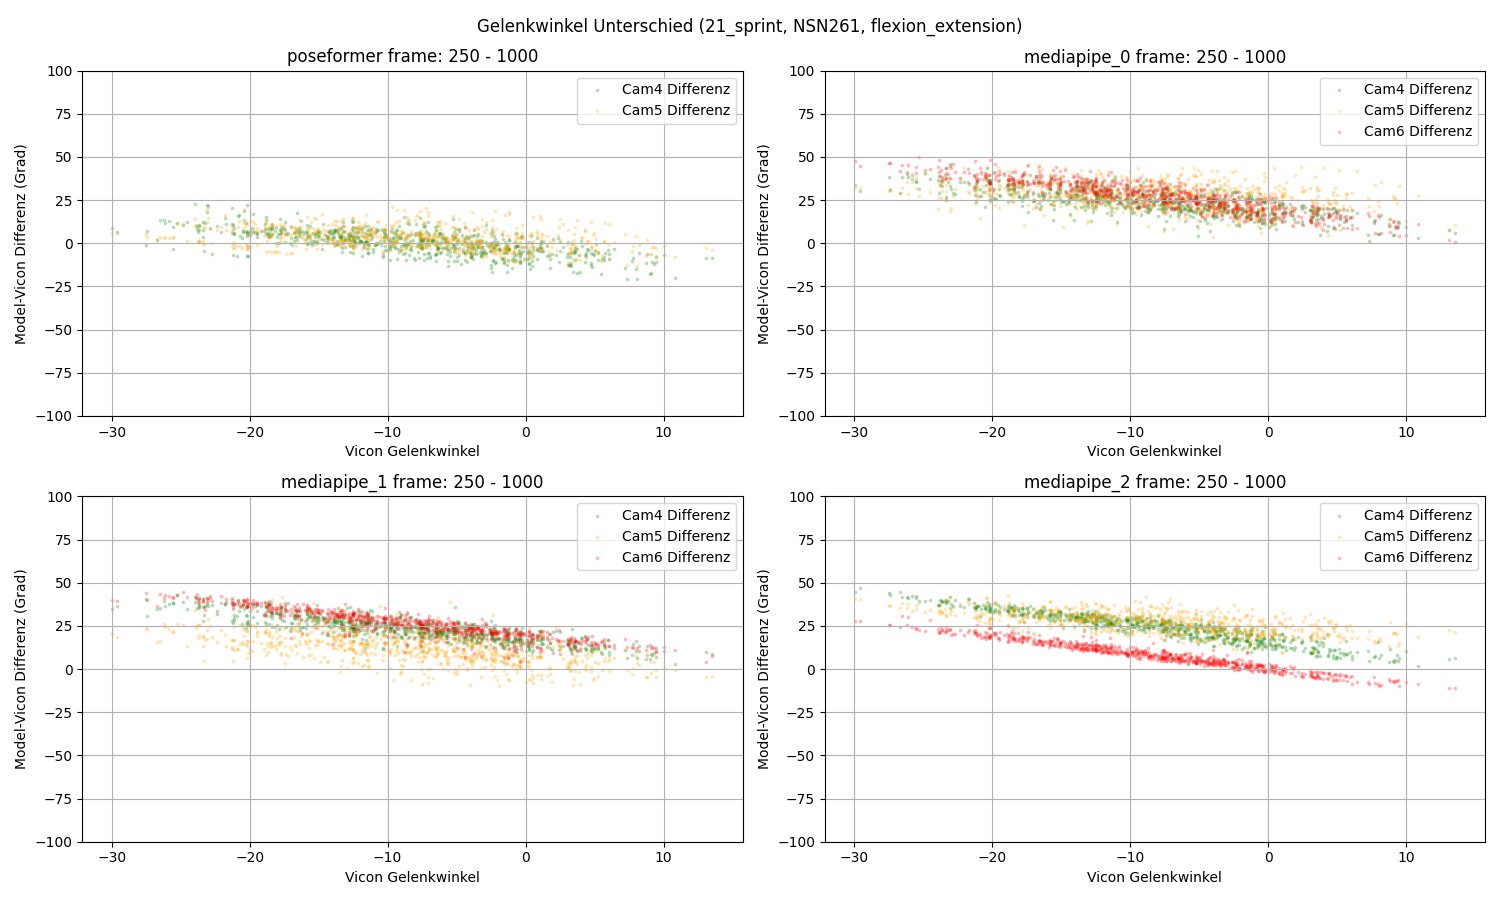 Gelenkwinkel Unterschied (21_sprint, NSN261, flexion_extension)
poseformer frame: 250 - 1000
Model-Vicon Differenz (Grad)
100
75
50
25
0
−25
−50
−75
−100
Cam4 Differenz
Cam5 Differenz
−30
−20
−10
0
10
Vicon Gelenkwinkel
mediapipe_0 frame: 250 - 1000
Model-Vicon Differenz (Grad)
100
75
50
25
0
−25
−50
−75
−100
Cam4 Differenz
Cam5 Differenz
Cam6 Differenz
−30
−20
−10
0
10
Vicon Gelenkwinkel
mediapipe_1 frame: 250 - 1000
Model-Vicon Differenz (Grad)
100
75
50
25
0
−25
−50
−75
−100
Cam4 Differenz
Cam5 Differenz
Cam6 Differenz
−30
−20
−10
0
10
Vicon Gelenkwinkel
mediapipe_2 frame: 250 - 1000
Model-Vicon Differenz (Grad)
100
75
50
25
0
−25
−50
−75
−100
Cam4 Differenz
Cam5 Differenz
Cam6 Differenz
−30
−20
−10
0
10
Vicon Gelenkwinkel